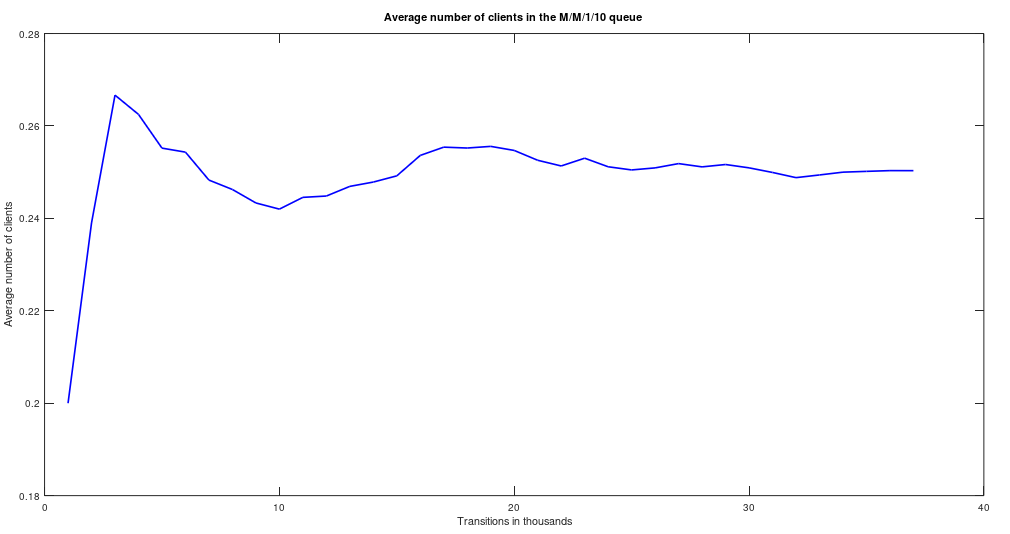 Average number of clients in the M/M/1/10 queue
0.28
0.26
0.24
0.22
0.2
0.18
Average number of clients
0 10 20 30 40
Transitions in thousands